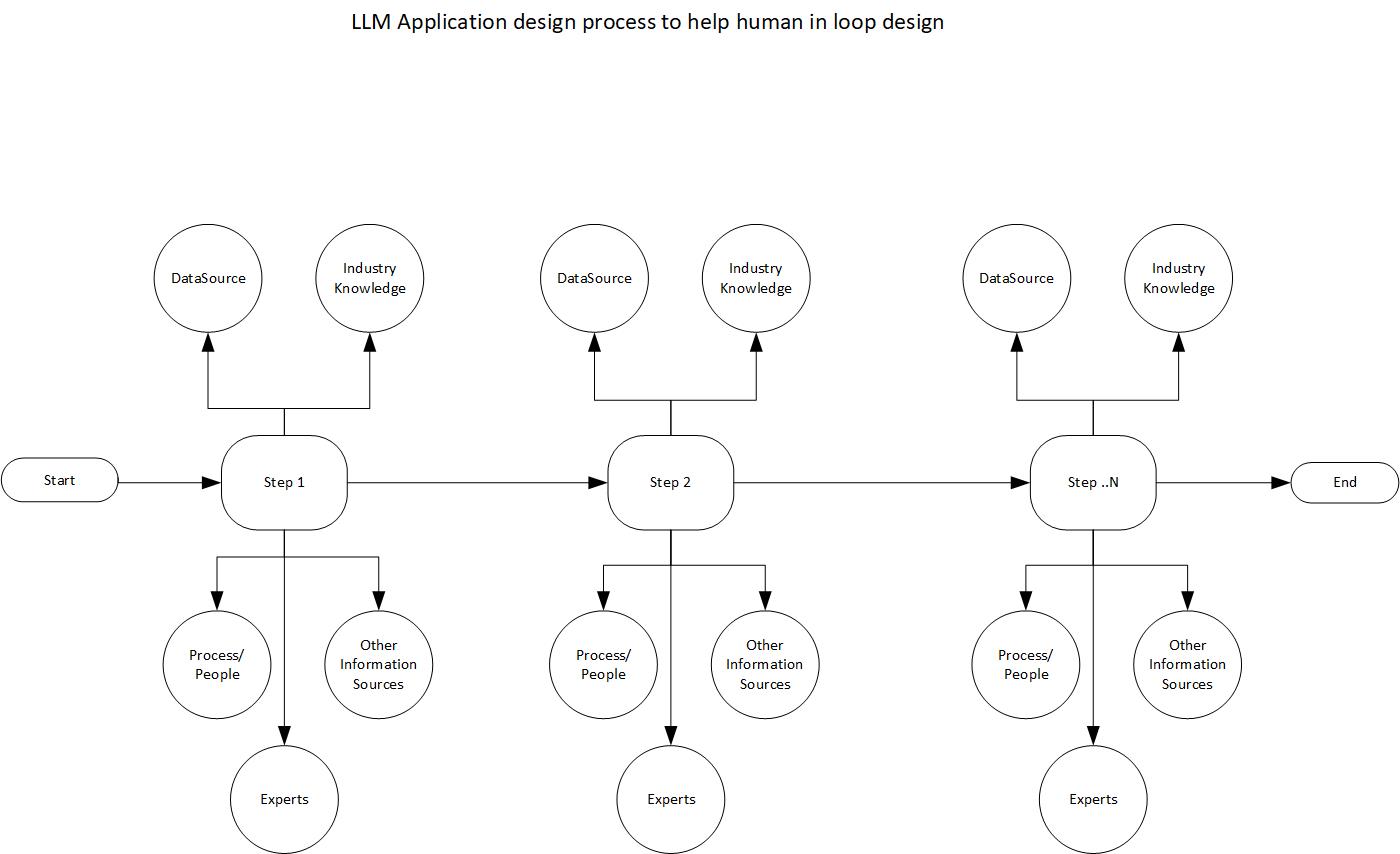 LLM Application design process to help human in loop design
DataSource
Industry
Knowledge
DataSource
Industry
Knowledge
DataSource
Industry
Knowledge
Start
Step 1
Step 2
Step ..N
End
Process/
People
Other
Information
Sources
Process/
People
Other
Information
Sources
Process/
People
Other
Information
Sources
Experts
Experts
Experts